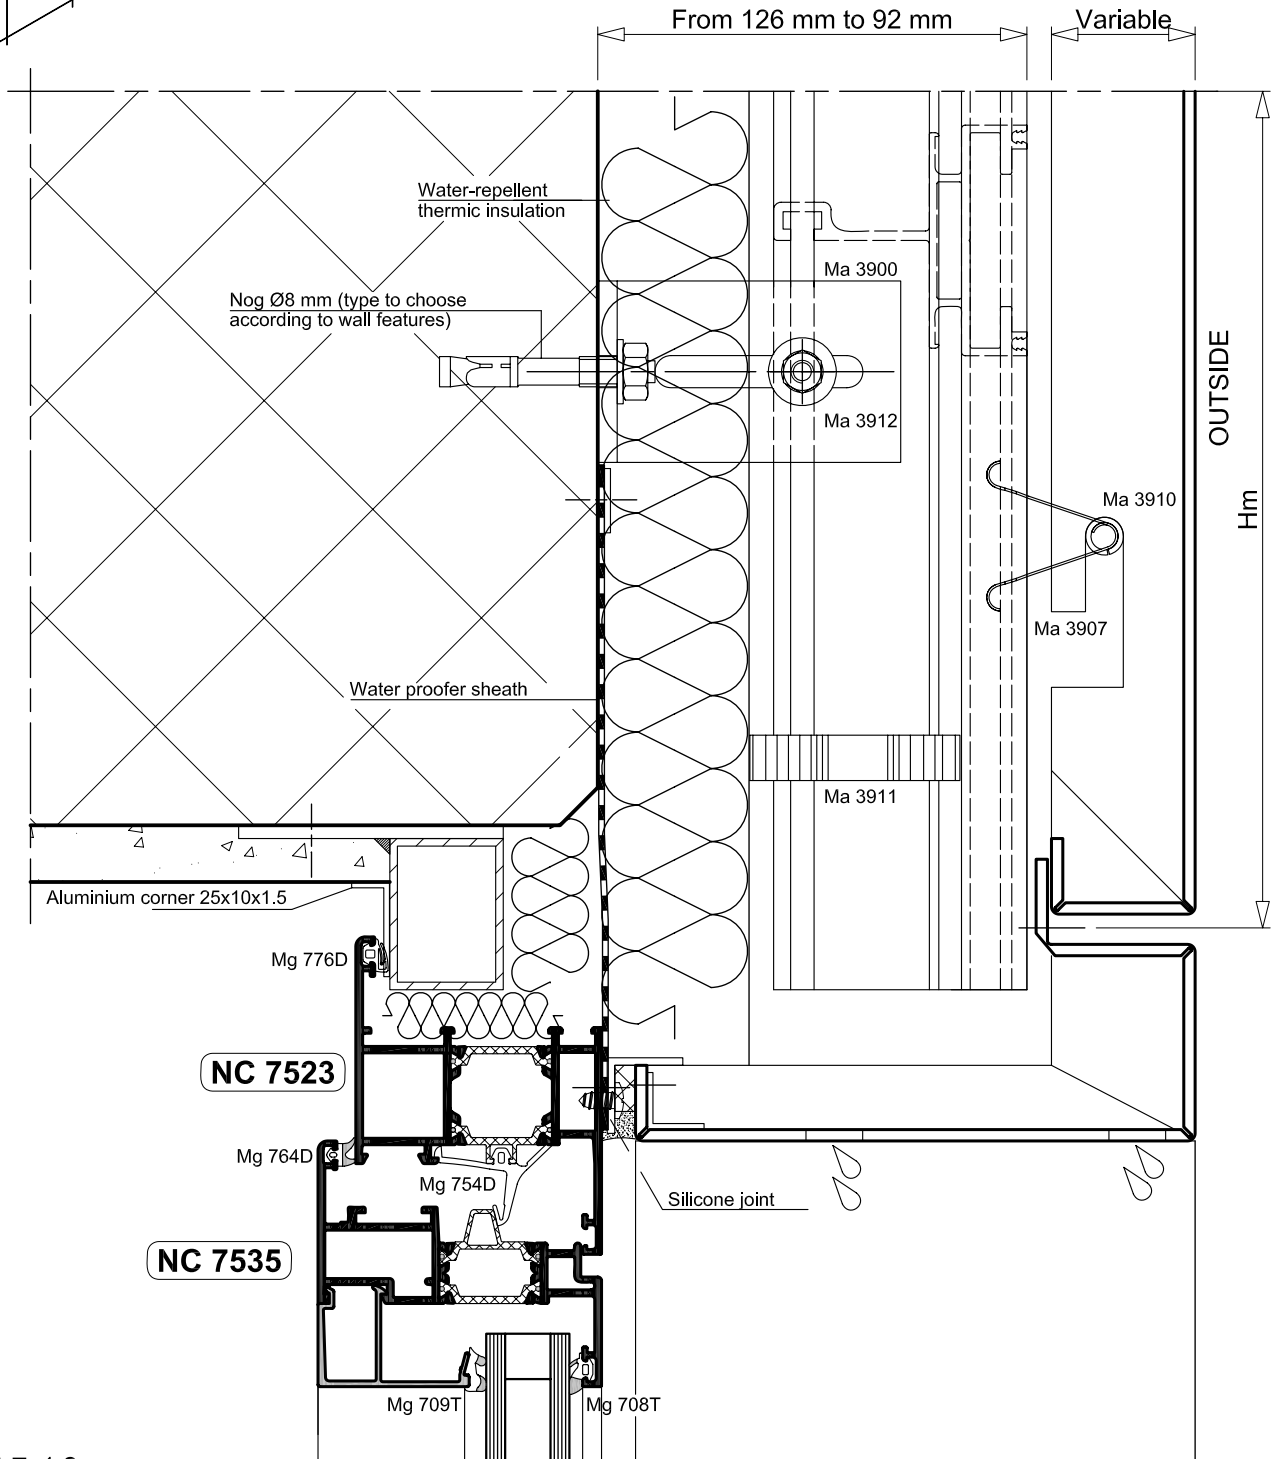 From 126 mm to 92 mm
Variable
Water-repellent
thermic insulation
Ma 3900
Nog Ø8 mm (type to choose
according to wall features)
OUTSIDE
Ma 3912
Ma 3910
Hm
Ma 3907
Water proofer sheath
Ma 3911
Aluminium corner 25x10x1.5
Mg 776D
NC 7523
Mg 764D
Mg 754D
Silicone joint
NC 7535
Mg 709T
Mg 708T